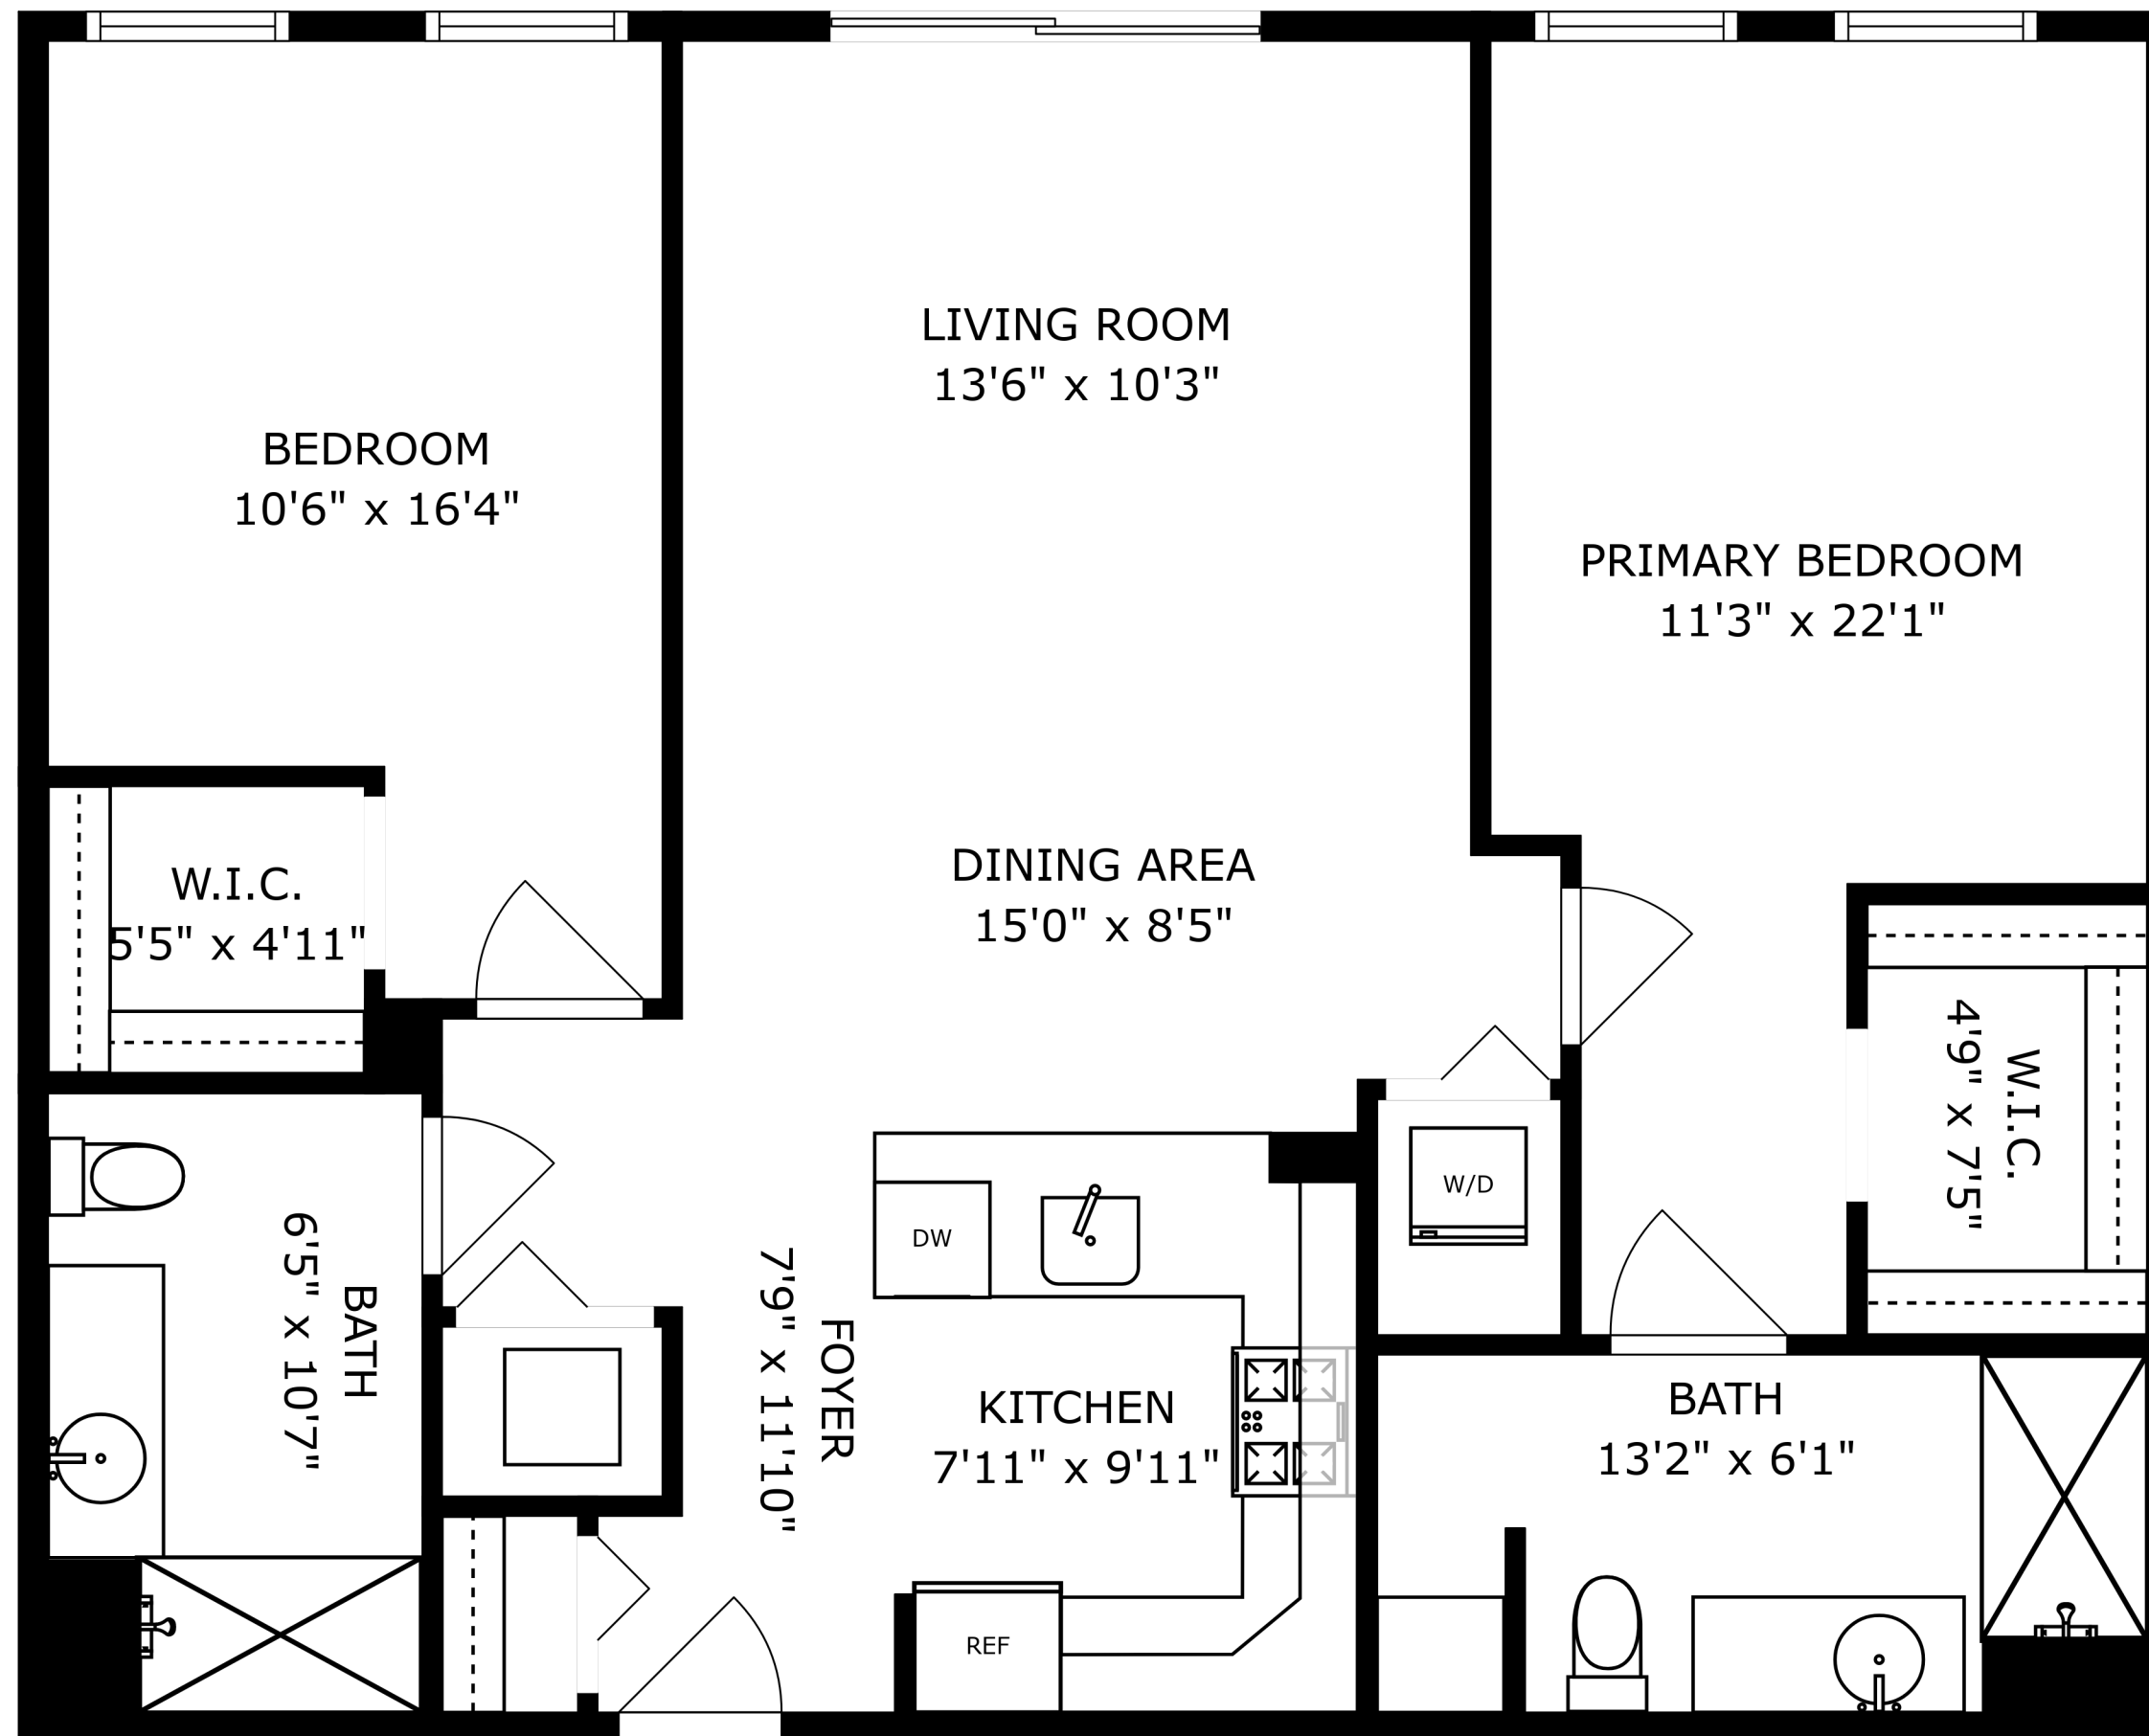 LIVING ROOM
13'6" x 10'3"
BEDROOM
10'6" x 16'4"
PRIMARY BEDROOM
11'3" x 22'1"
W.I.C.
5'5" x 4'11"
DINING AREA
15'0" x 8'5"
W.I.C.
4'9" x 7'5"
W/D
DW
BATH
6'5" x 10'7"
FOYER
7'9" x 11'10"
KITCHEN
7'11" x 9'11"
BATH
13'2" x 6'1"
REF